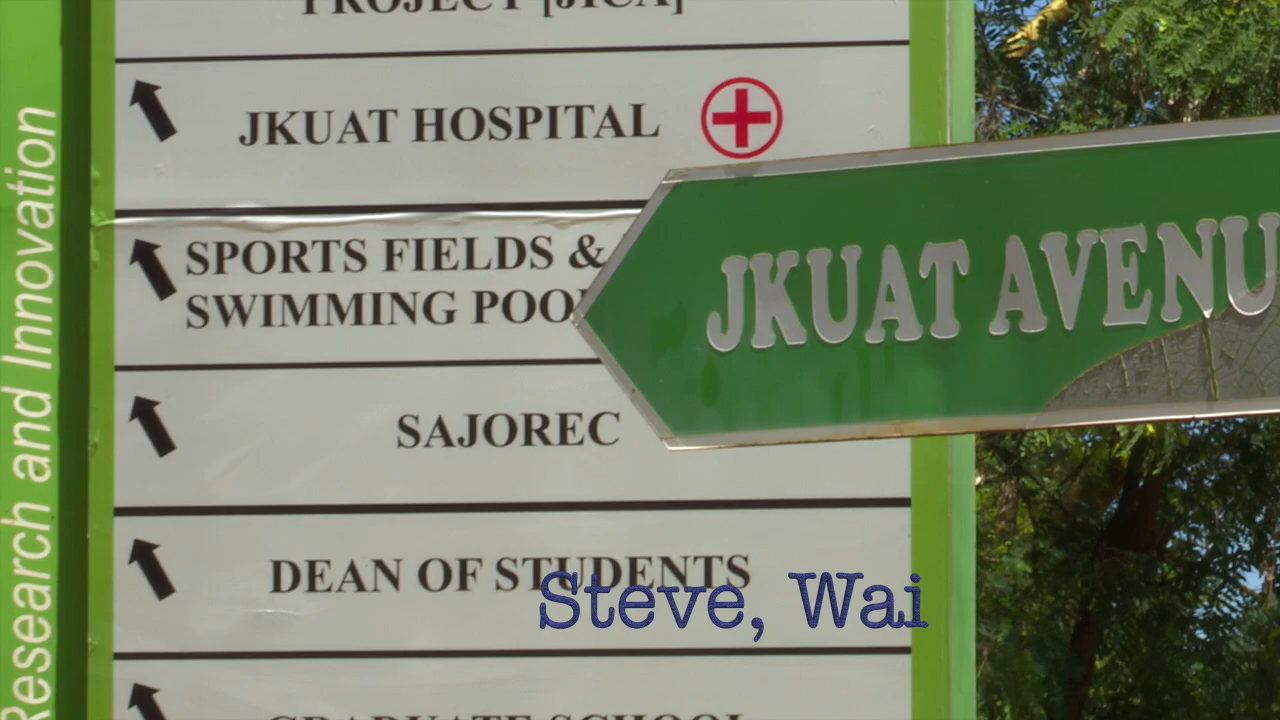 PROJECT [JICA]
JKUAT HOSPITAL
SPORTS FIELDS &
SWIMMING POOL
SAJOREC
DEAN OF STUDENTS
GRADUATE SCHOOL
Research and Innovation
JKUAT AVENU
Steve, Wai